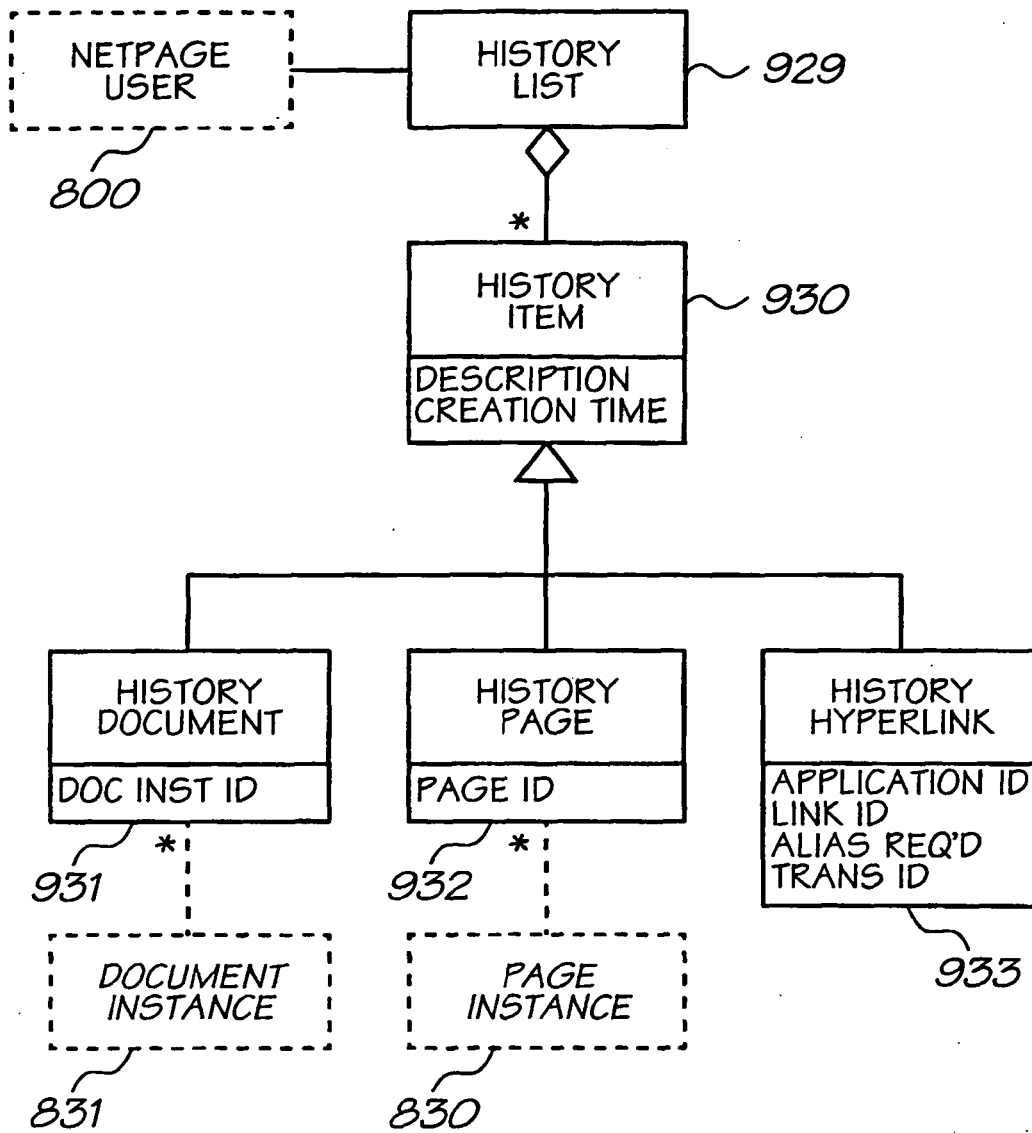 NETPAGE
USER
HISTORY
LIST
929
800
*
HISTORY
ITEM
930
DESCRIPTION
CREATION TIME
HISTORY
DOCUMENT
HISTORY
PAGE
HISTORY
HYPERLINK
DOC INST ID
PAGE ID
APPLICATION ID
LINK ID
ALIAS REQ'D
TRANS ID
*
*
931
932
933
DOCUMENT
INSTANCE
PAGE
INSTANCE
831
830